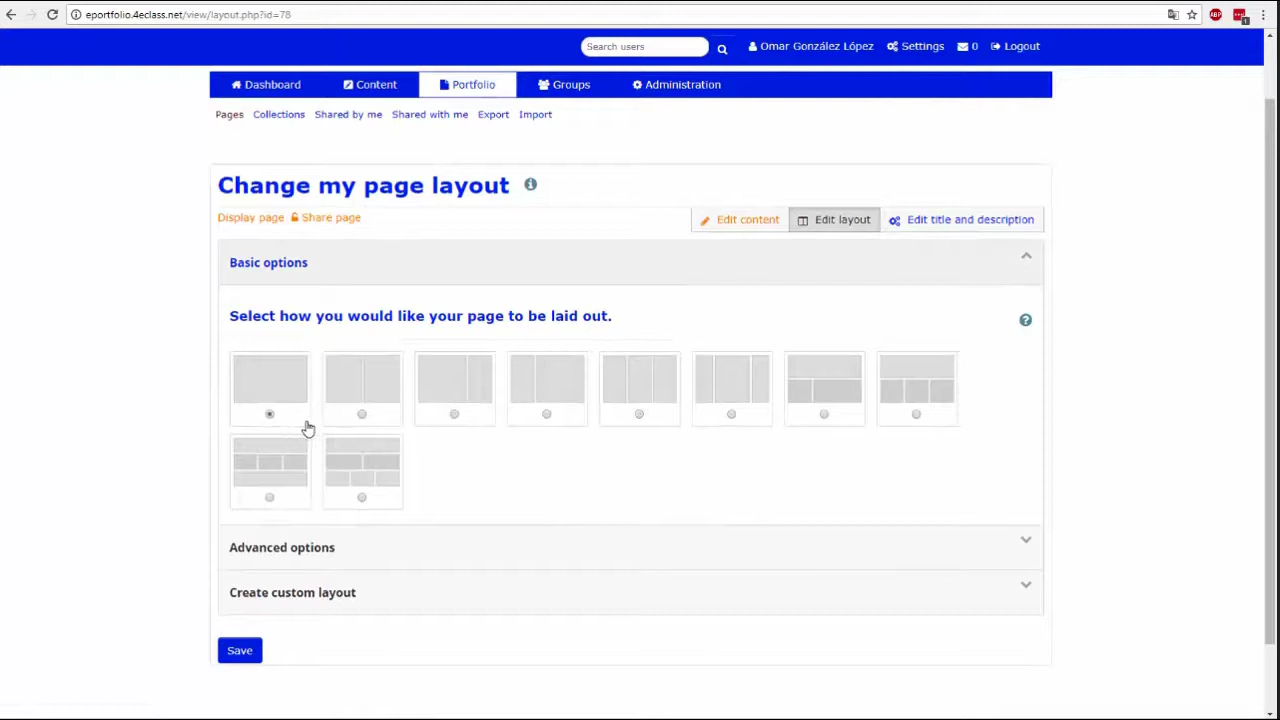 eportfolio.4eclass.net/view/layout.php?id=78
ABP
Search users
Omar González López
Settings
0
Logout
Dashboard
Content
Portfolio
Groups
Administration
Pages
Collections
Shared by me
Shared with me
Export
Import
Change my page layout
Display page
Share page
Edit content
Edit layout
Edit title and description
Basic options
Select how you would like your page to be laid out.
Advanced options
Create custom layout
Save